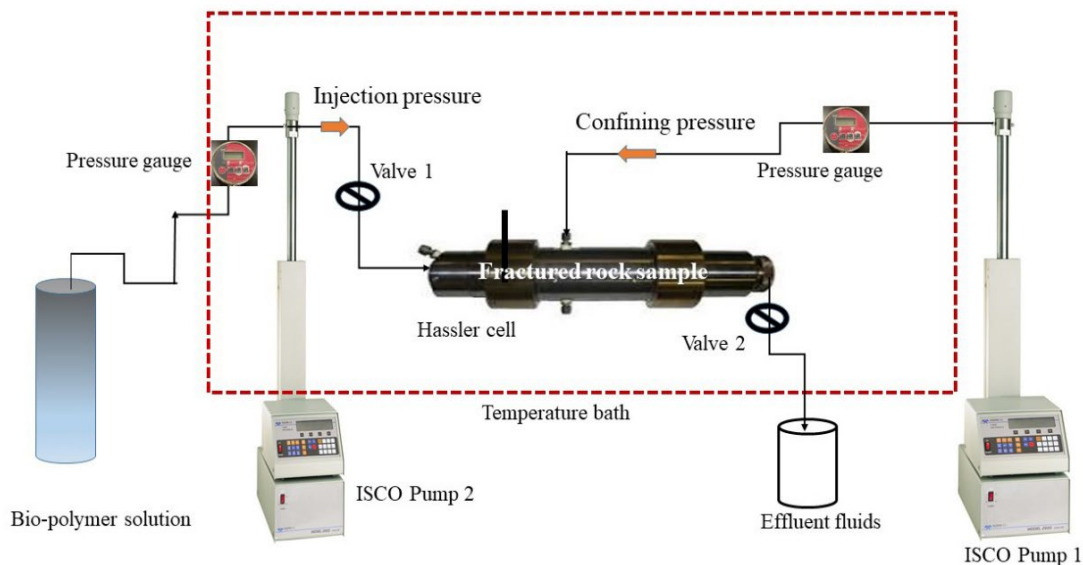 Injection pressure
Confining pressure
Pressure gauge
Valve 1
Pressure gauge
Fractured rock sample
Hassler cell
Valve 2
Temperature bath
Bio-polymer solution
ISCO Pump 2
Effluent fluids
ISCO Pump 1